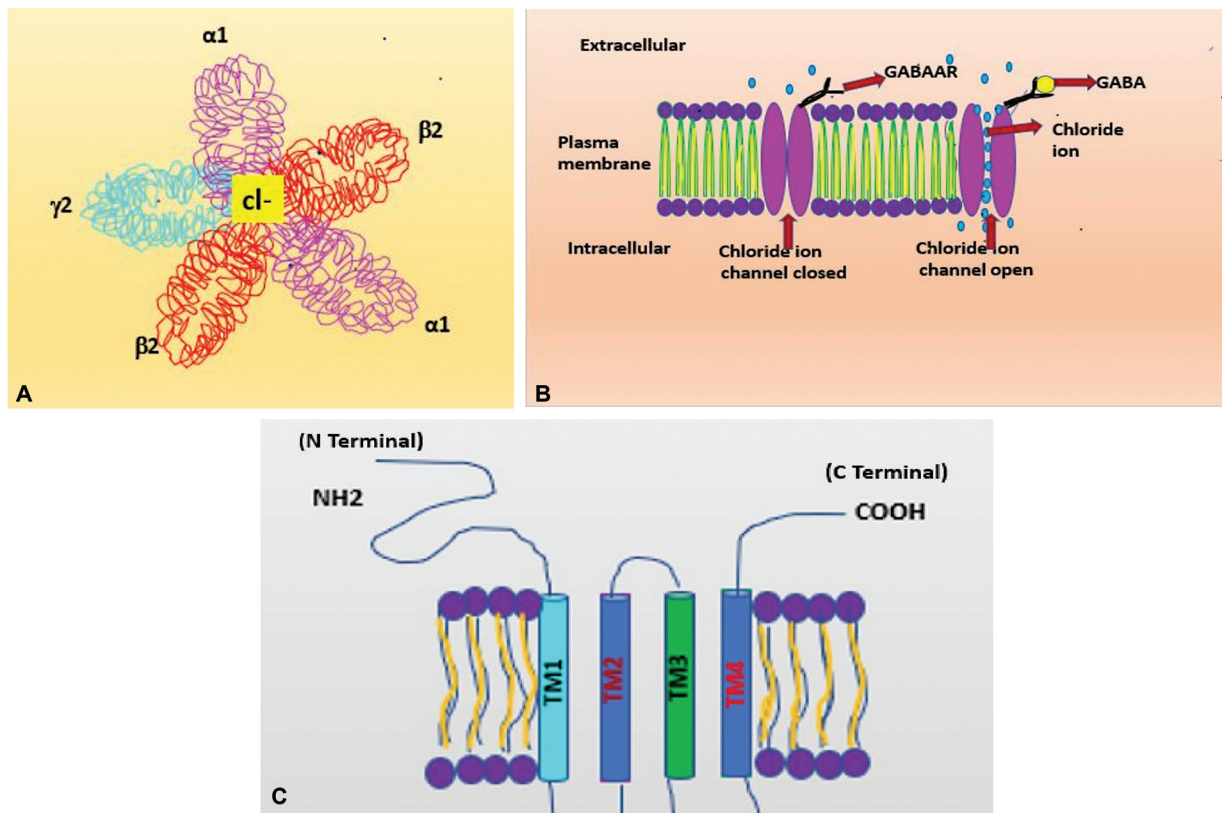 α1
β2
cl-
γ2
β2
α1
A
Extracellular
GABAAR
GABA
Plasma
membrane
Chloride
ion
Intracellular
Chloride ion
channel closed
Chloride ion
channel open
B
(N Terminal)
(C Terminal)
NH2
COOH
TM1
TM2
TM3
TM4
C